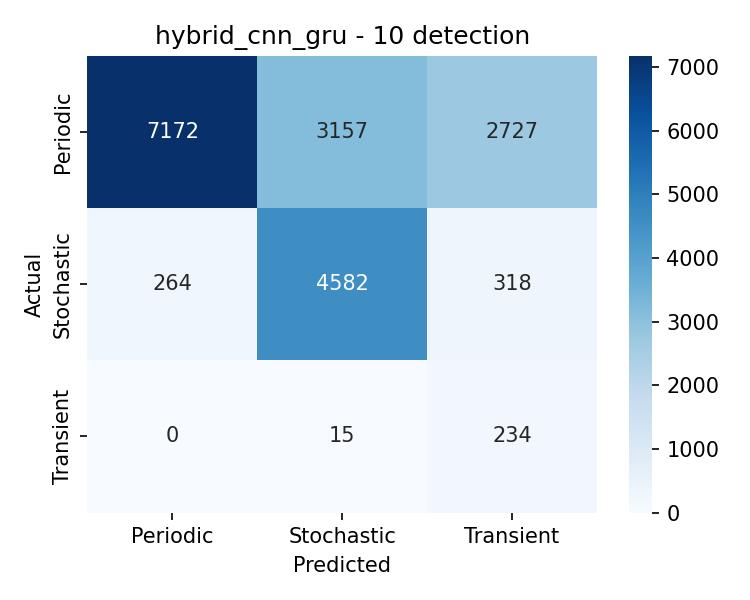 hybrid_cnn_gru - 10 detection
Periodic
7172 3157 2727
7000
6000
5000
Actual
Stochastic
264 4582 318
4000
3000
2000
Transient
0 15 234
1000
0
Periodic Stochastic Transient
Predicted